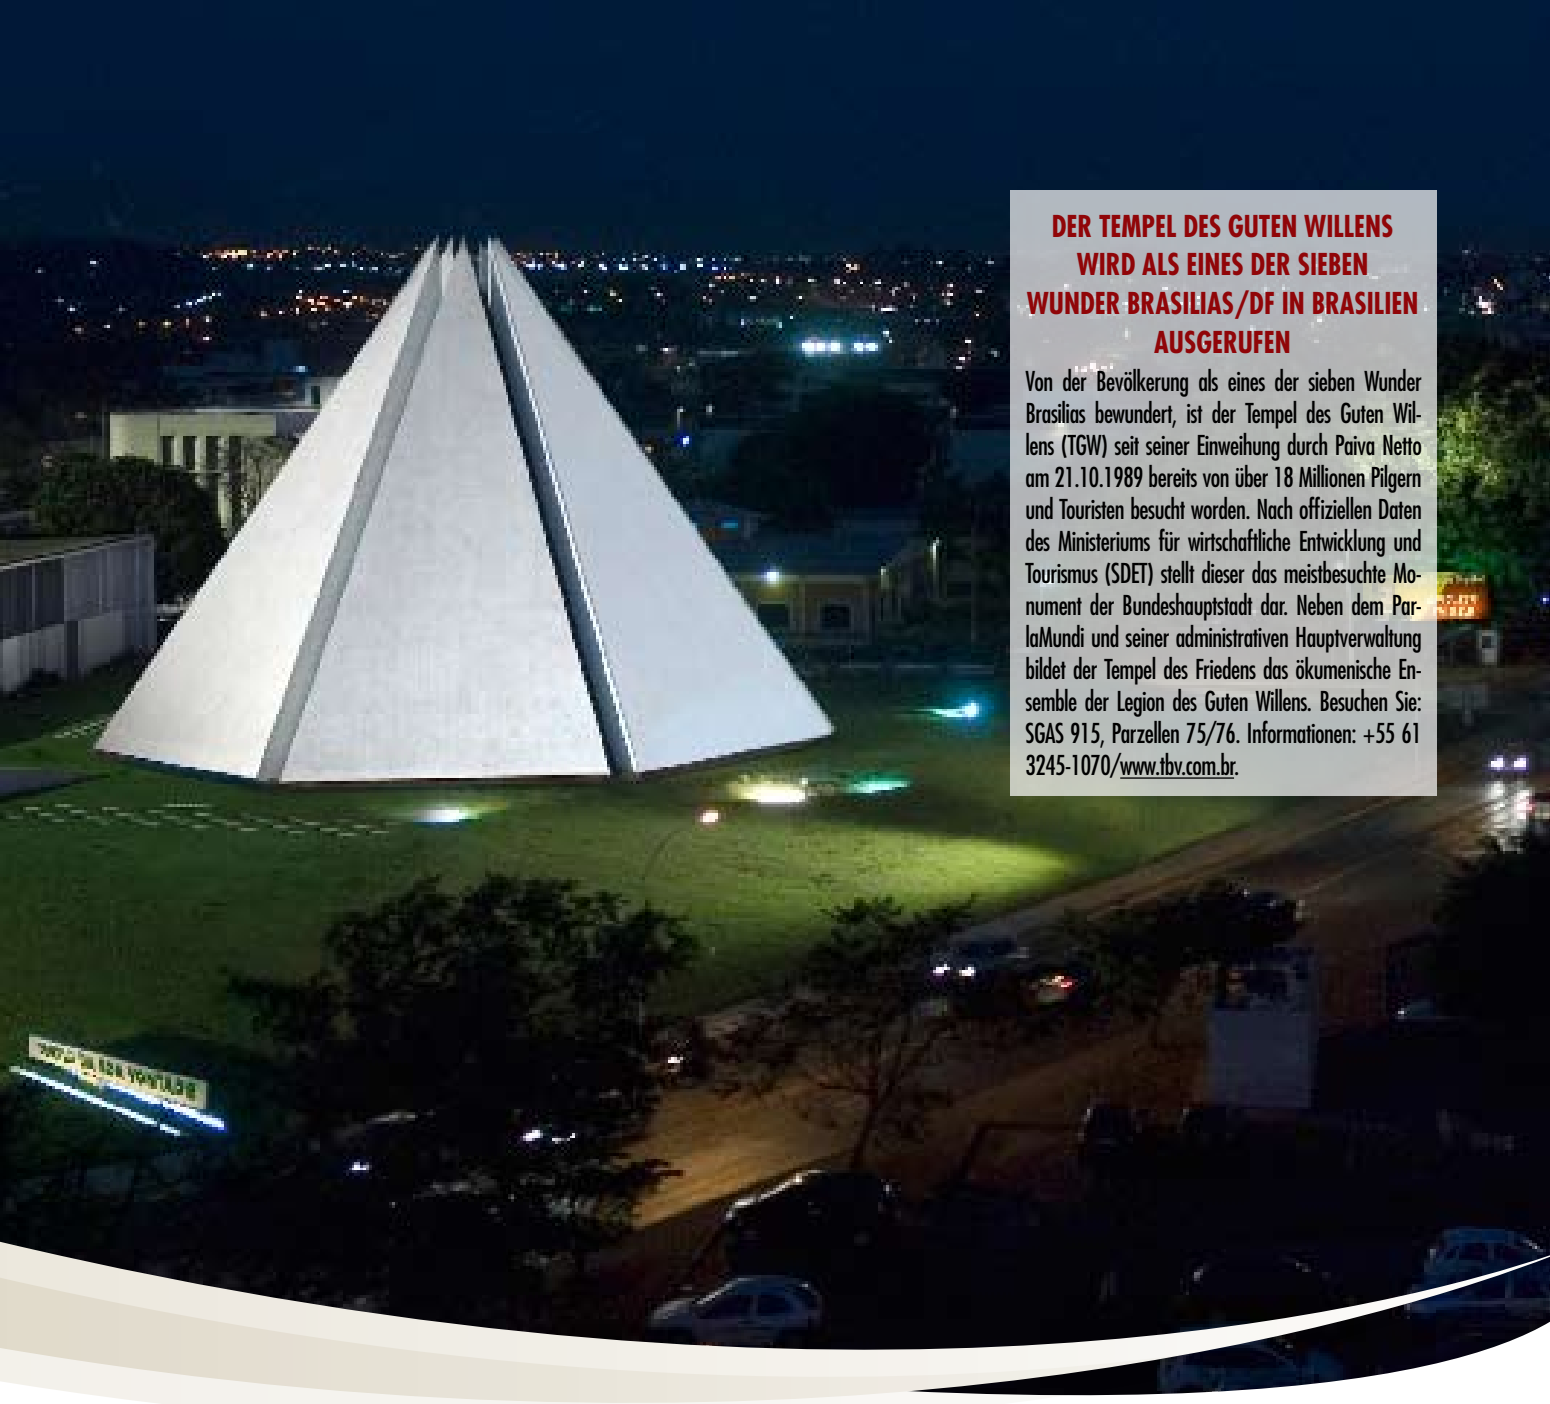 DER TEMPEL DES GUTEN WILLENS
WIRD ALS EINES DER SIEBEN
WUNDER BRASILIAS/DF IN BRASILIEN
AUSGERUFEN
Von der Bevölkerung als eines der sieben Wunder
Brasilias bewundert, ist der Tempel des Guten Wil-
lens (TGW) seit seiner Einweihung durch Paiva Netto
am 21.10.1989 bereits von über 18 Millionen Pilgern
und Touristen besucht worden. Nach offiziellen Daten
des Ministeriums für wirtschaftliche Entwicklung und
Tourismus (SDET) stellt dieser das meistbesuchte Mo-
nument der Bundeshauptstadt dar. Neben dem Par-
laMundi und seiner administrativen Hauptverwaltung
bildet der Tempel des Friedens das ökumenische En-
semble der Legion des Guten Willens. Besuchen Sie:
SGAS 915, Parzellen 75/76. Informationen: +55 61
3245-1070/www.tbv.com.br.